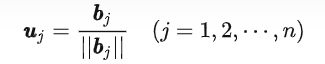 u_j = b_j / ||b_j|| (j = 1, 2, ⋯, n)